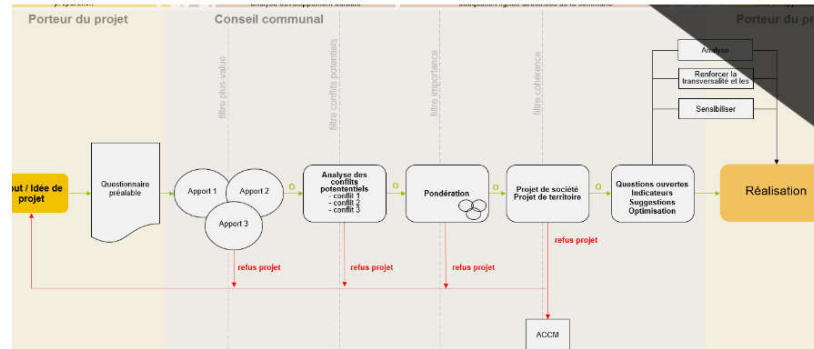 Porteur du projet
Conseil communal
Porteur du pr
filtre plus-value
filtre conflits potentiels
filtre importance
filtre cohérence
Analyse
Renforcer la
transversalité et les
Sensibiliser
out / Idée de
projet
Questionnaire
préalable
Apport 1
Apport 2
Apport 3
O
Analyse des
conflits
potententiels
- conflit 1
- conflit 2
- conflit 3
O
Pondération
O
Projet de société
Projet de territoire
O
Questions ouvertes
Indicateurs
Suggestions
Optimisation
Réalisation
refus projet
refus projet
refus projet
refus projet
ACCM